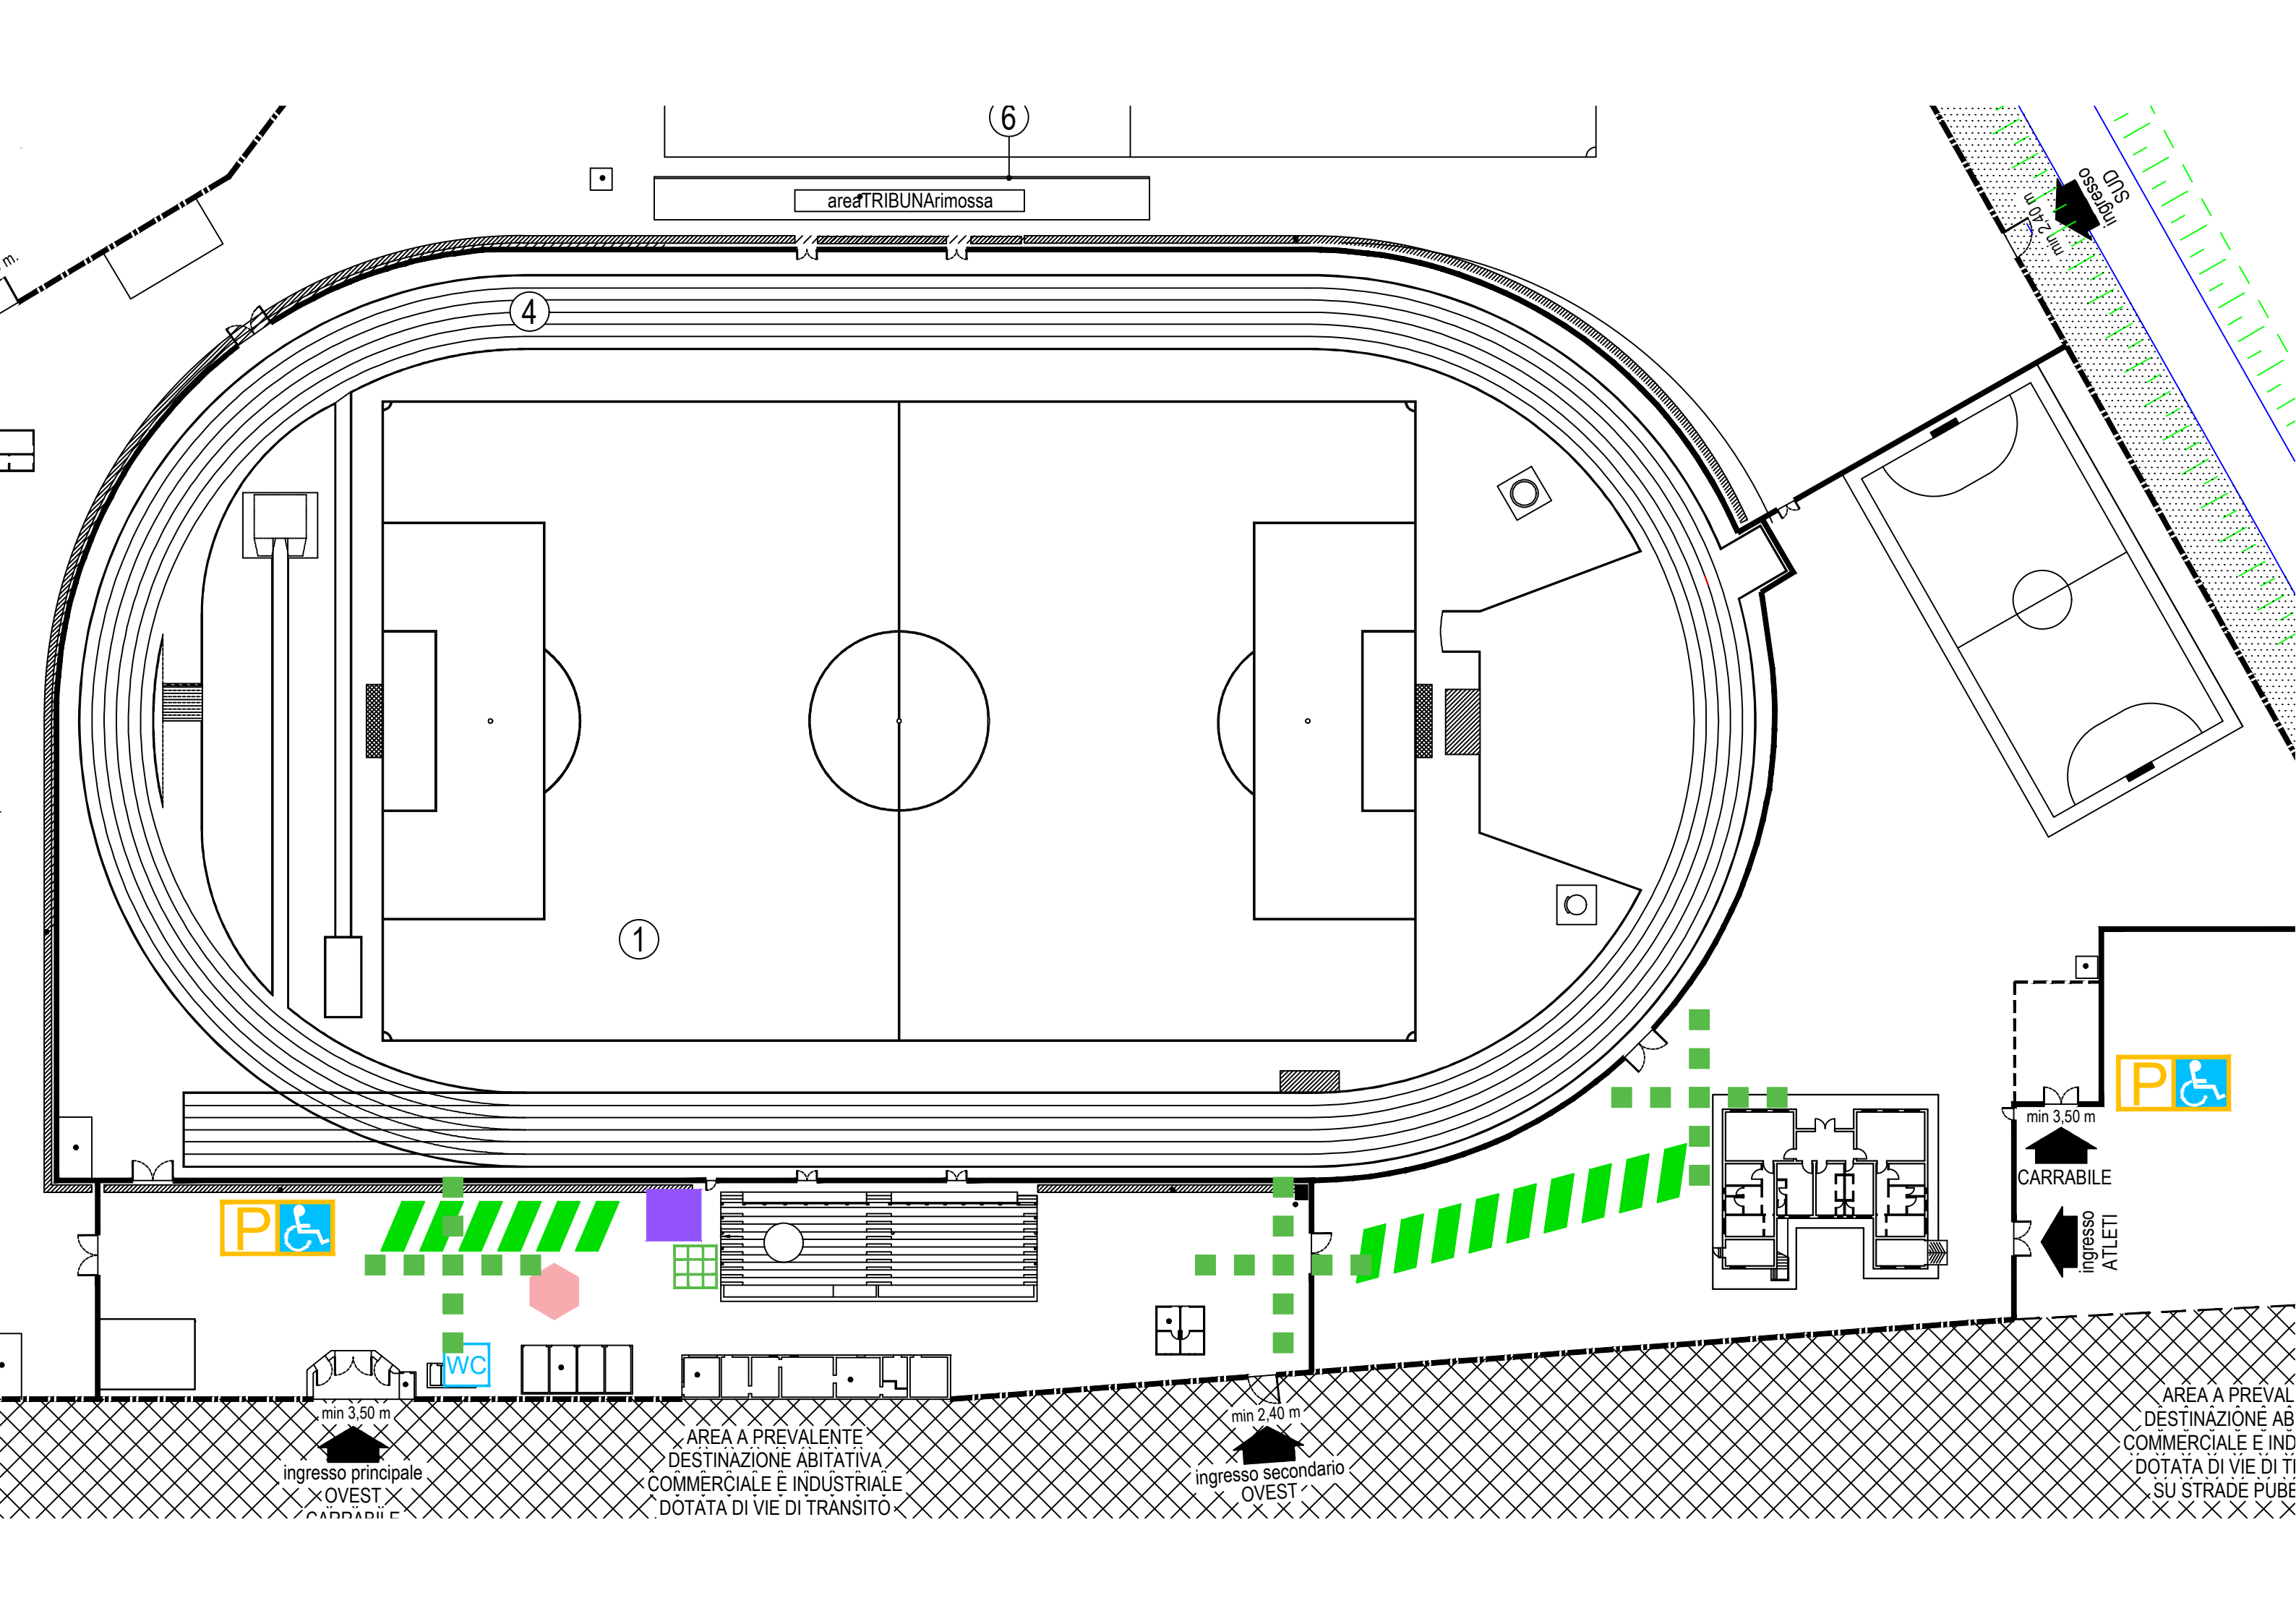 6
areaTRIBUNArimossa
ingresso
SUD
min 2,40 m
m.
4
1
P
min 3,50 m
CARRABILE
ingresso
ATLETI
P
WC
min 3,50 m
ingresso principale
OVEST
CARRABILE
AREA A PREVALENTE
DESTINAZIONE ABITATIVA
COMMERCIALE E INDUSTRIALE
DOTATA DI VIE DI TRANSITO
min 2,40 m
ingresso secondario
OVEST
AREA A PREVAL
DESTINAZIONE AB
COMMERCIALE E IND
DOTATA DI VIE DI T
SU STRADE PUBB